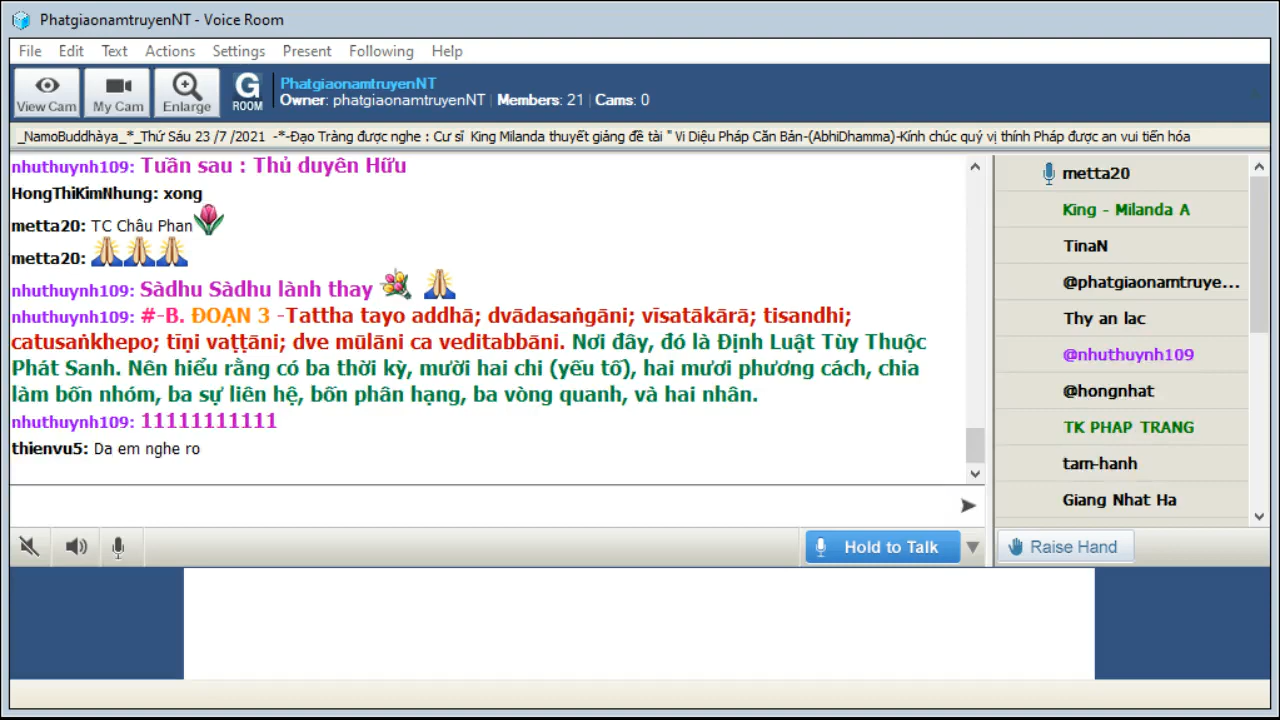 PhatgiaonamtruyenNT - Voice Room
File Edit Text Actions Settings Present Following Help
View Cam My Cam Enlarge G ROOM
PhatgiaonamtruyenNT
Owner: phatgiaonamtruyenNT | Members: 21 | Cams: 0
_NamoBuddhàya_*_Thứ Sáu 23 /7 /2021 -*-Đạo Tràng được nghe : Cư sĩ King Milanda thuyết giảng đề tài " Vi Diệu Pháp Căn Bản-(AbhiDhamma)-Kính chúc quý vị thính Pháp được an vui tiến hóa
nhuthuynh109: Tuần sau : Thủ duyên Hữu
HongThiKimNhung: xong
metta20: TC Châu Phan
metta20:
nhuthuynh109: Sàdhu Sàdhu lành thay
nhuthuynh109: #-B. ĐOẠN 3 -Tattha tayo addhā; dvādasaṅgāni; vīsatākārā; tisandhi;
catusaṅkhepo; tīṇi vaṭṭāni; dve mūlāni ca veditabbāni. Nơi đây, đó là Định Luật Tùy Thuộc
Phát Sanh. Nên hiểu rằng có ba thời kỳ, mười hai chi (yếu tố), hai mươi phương cách, chia
làm bốn nhóm, ba sự liên hệ, bốn phân hạng, ba vòng quanh, và hai nhân.
nhuthuynh109: 11111111111
thienvu5: Da em nghe ro
metta20
King - Milanda A
TinaN
@phatgiaonamtruye...
Thy an lac
@nhuthuynh109
@hongnhat
TK PHAP TRANG
tam-hanh
Giang Nhat Ha
Hold to Talk
Raise Hand